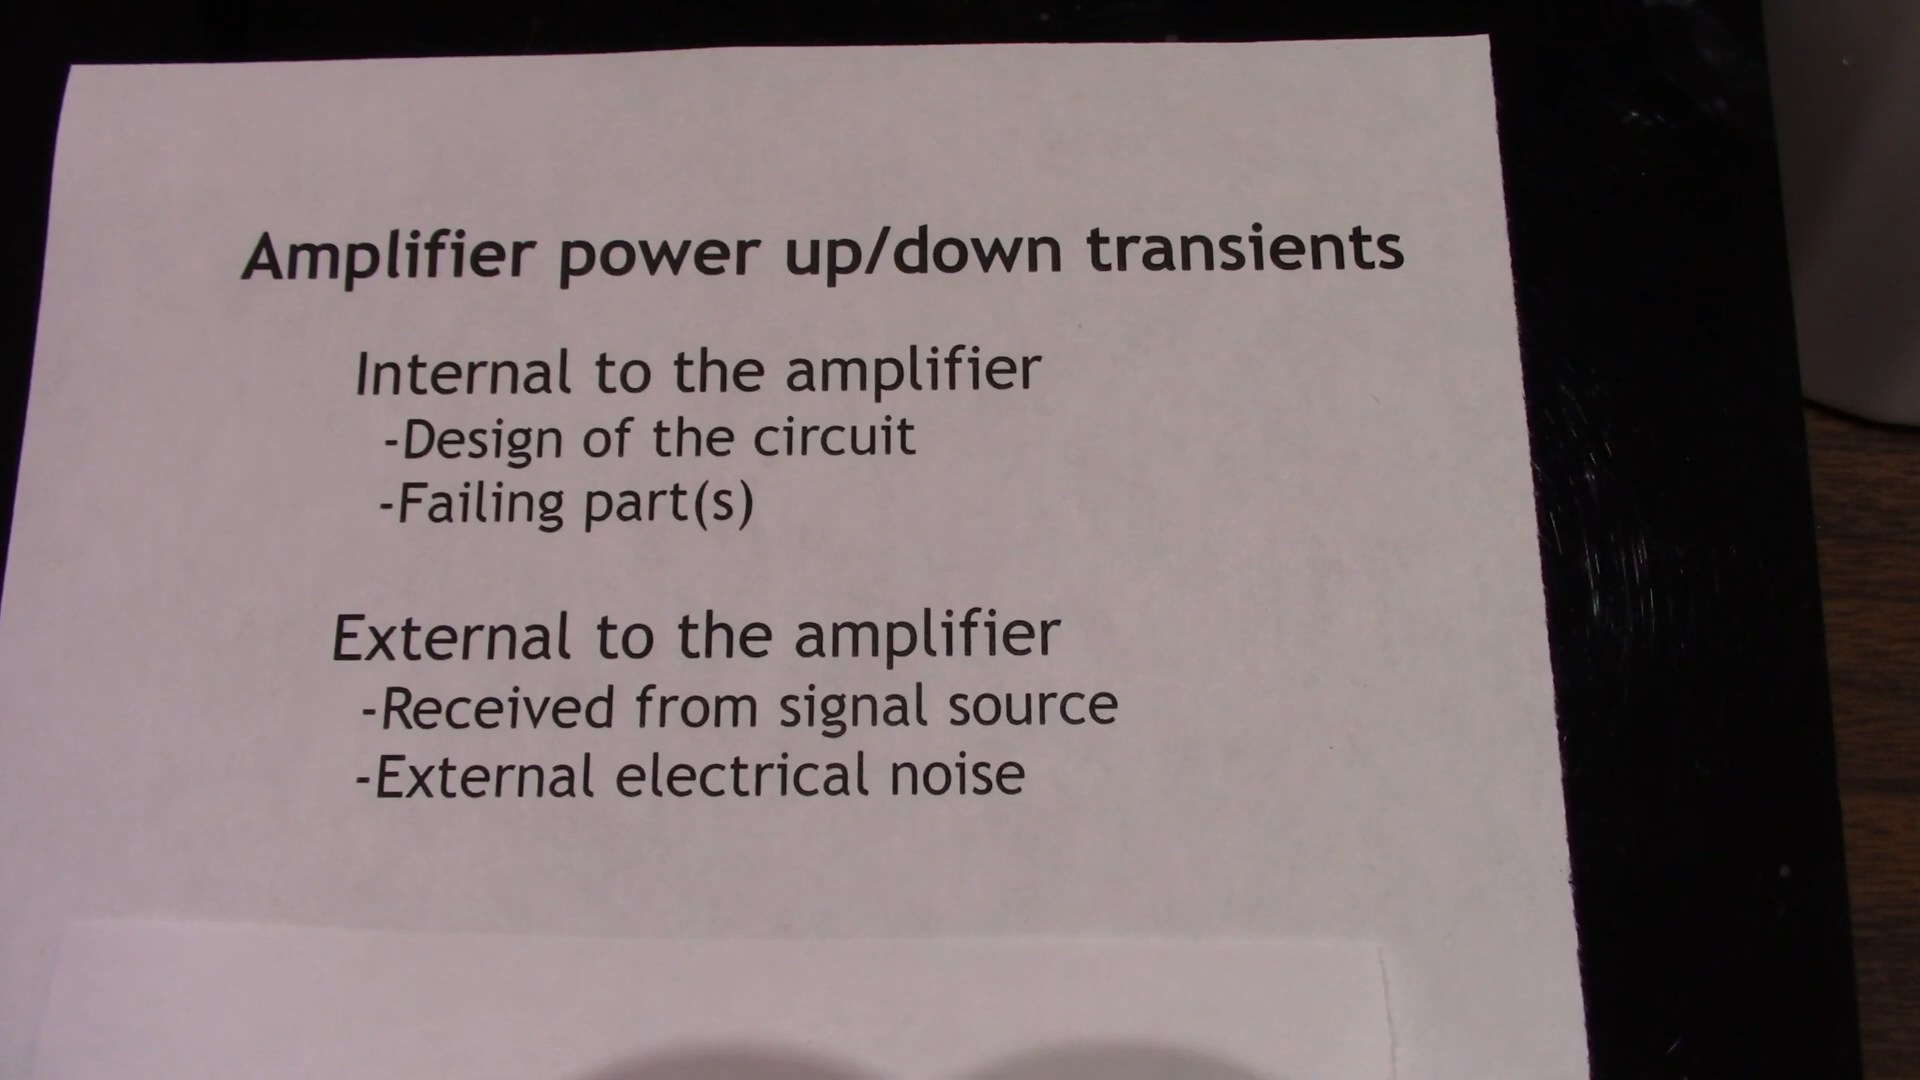 Amplifier power up/down transients
Internal to the amplifier
-Design of the circuit
-Failing part(s)
External to the amplifier
-Received from signal source
-External electrical noise